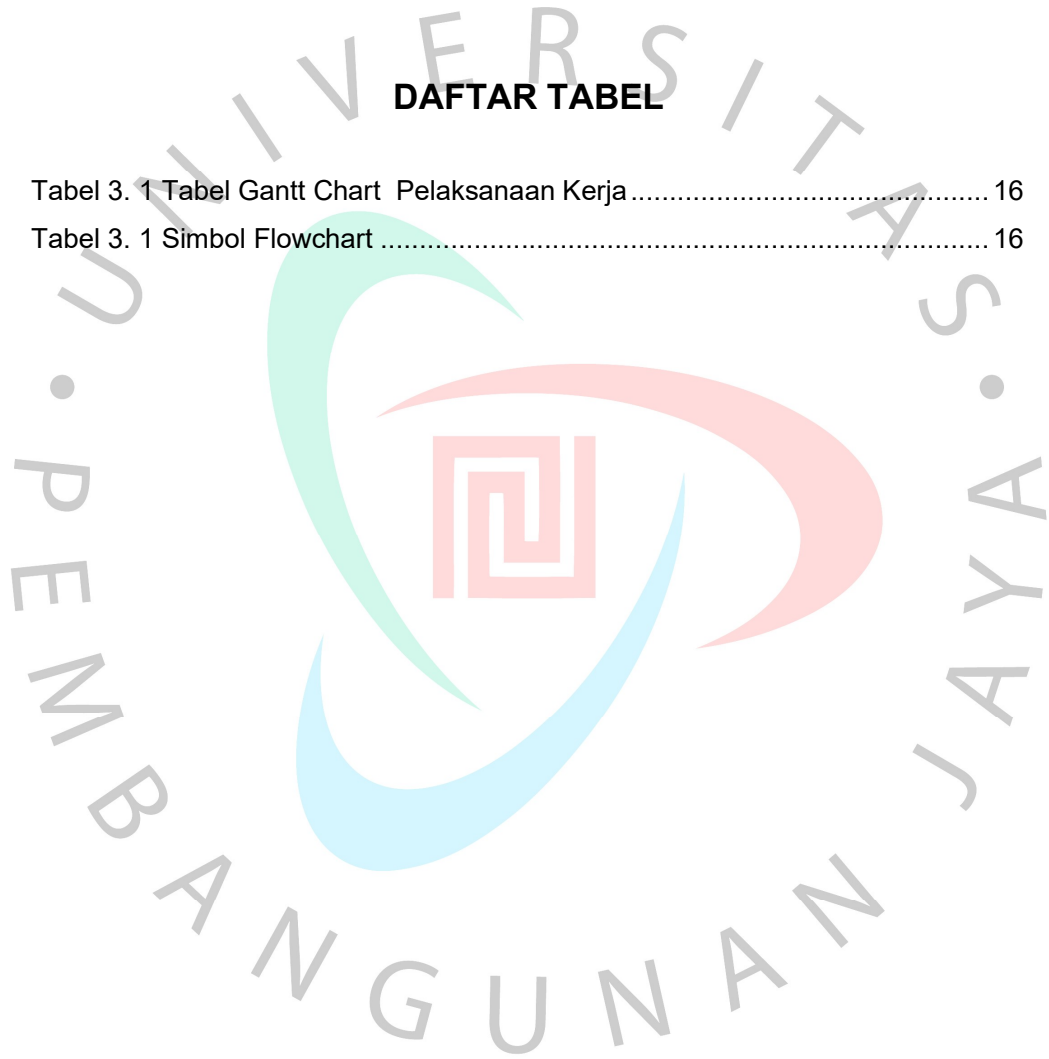 UNIVERSITAS
DAFTAR TABEL
Tabel 3. 1 Tabel Gantt Chart  Pelaksanaan Kerja ........................................... 16
Tabel 3. 1 Simbol Flowchart .......................................................................... 16
• PEMBANGUNAN JAYA •